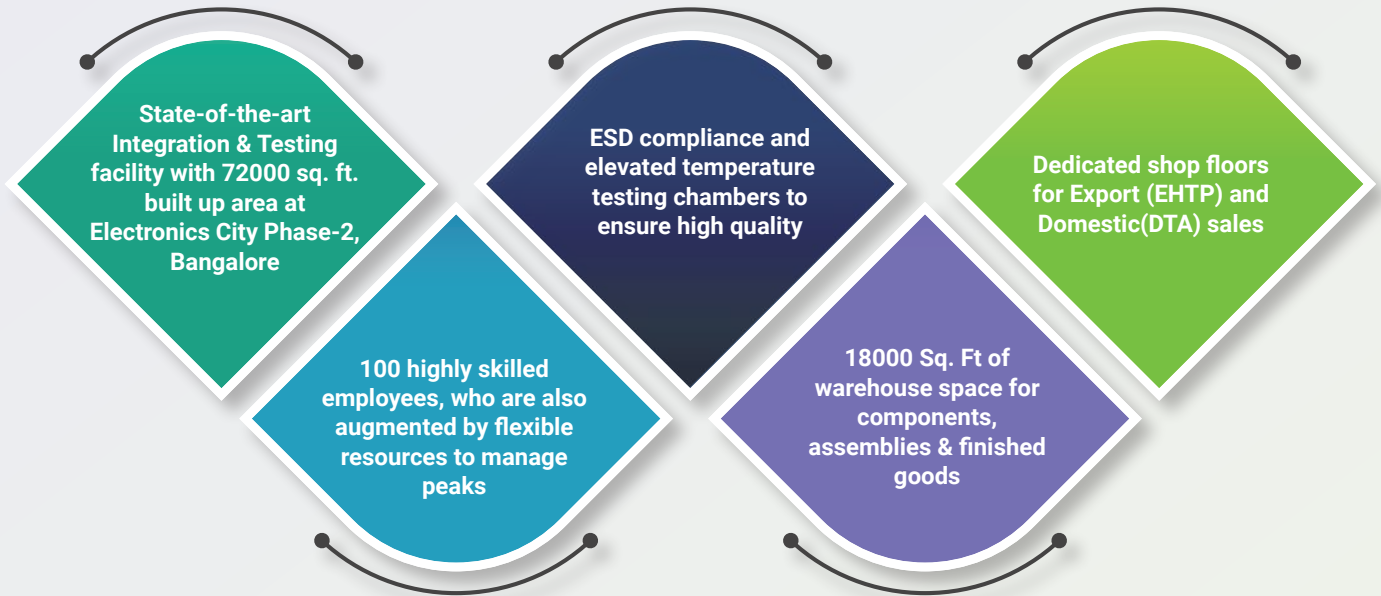 State-of-the-art
Integration & Testing
facility with 72000 sq. ft.
built up area at
Electronics City Phase-2,
Bangalore
100 highly skilled
employees, who are also
augmented by flexible
resources to manage
peaks
ESD compliance and
elevated temperature
testing chambers to
ensure high quality
18000 Sq. Ft of
warehouse space for
components,
assemblies & finished
goods
Dedicated shop floors
for Export (EHTP) and
Domestic(DTA) sales